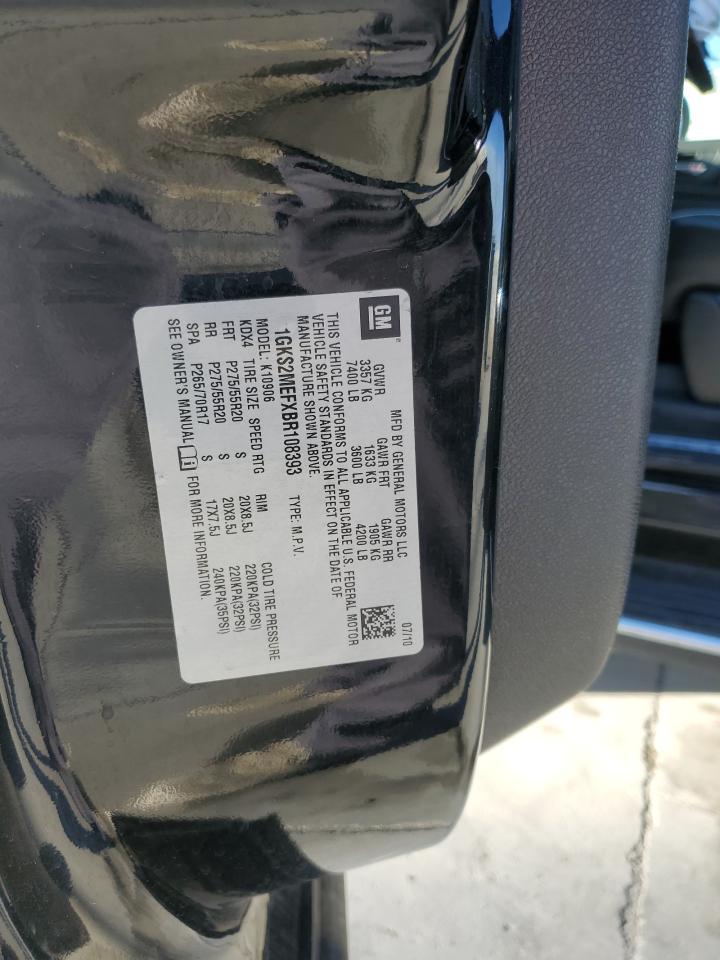 GM
MFD BY GENERAL MOTORS LLC 07/10
GVWR GAWR FRT GAWR RR
3357 KG 1633 KG 1905 KG
7400 LB 3600 LB 4200 LB
THIS VEHICLE CONFORMS TO ALL APPLICABLE U.S. FEDERAL MOTOR
VEHICLE SAFETY STANDARDS IN EFFECT ON THE DATE OF
MANUFACTURE SHOWN ABOVE.
1GKS2MEFXBR108393 TYPE: M.P.V.
MODEL: K10906
KDX4 TIRE SIZE SPEED RTG RIM COLD TIRE PRESSURE
FRT P275/55R20 S 20X8.5J 220KPA(32PSI)
RR P275/55R20 S 20X8.5J 220KPA(32PSI)
SPA P265/70R17 S 17X7.5J 240KPA(35PSI)
SEE OWNER'S MANUAL i FOR MORE INFORMATION.